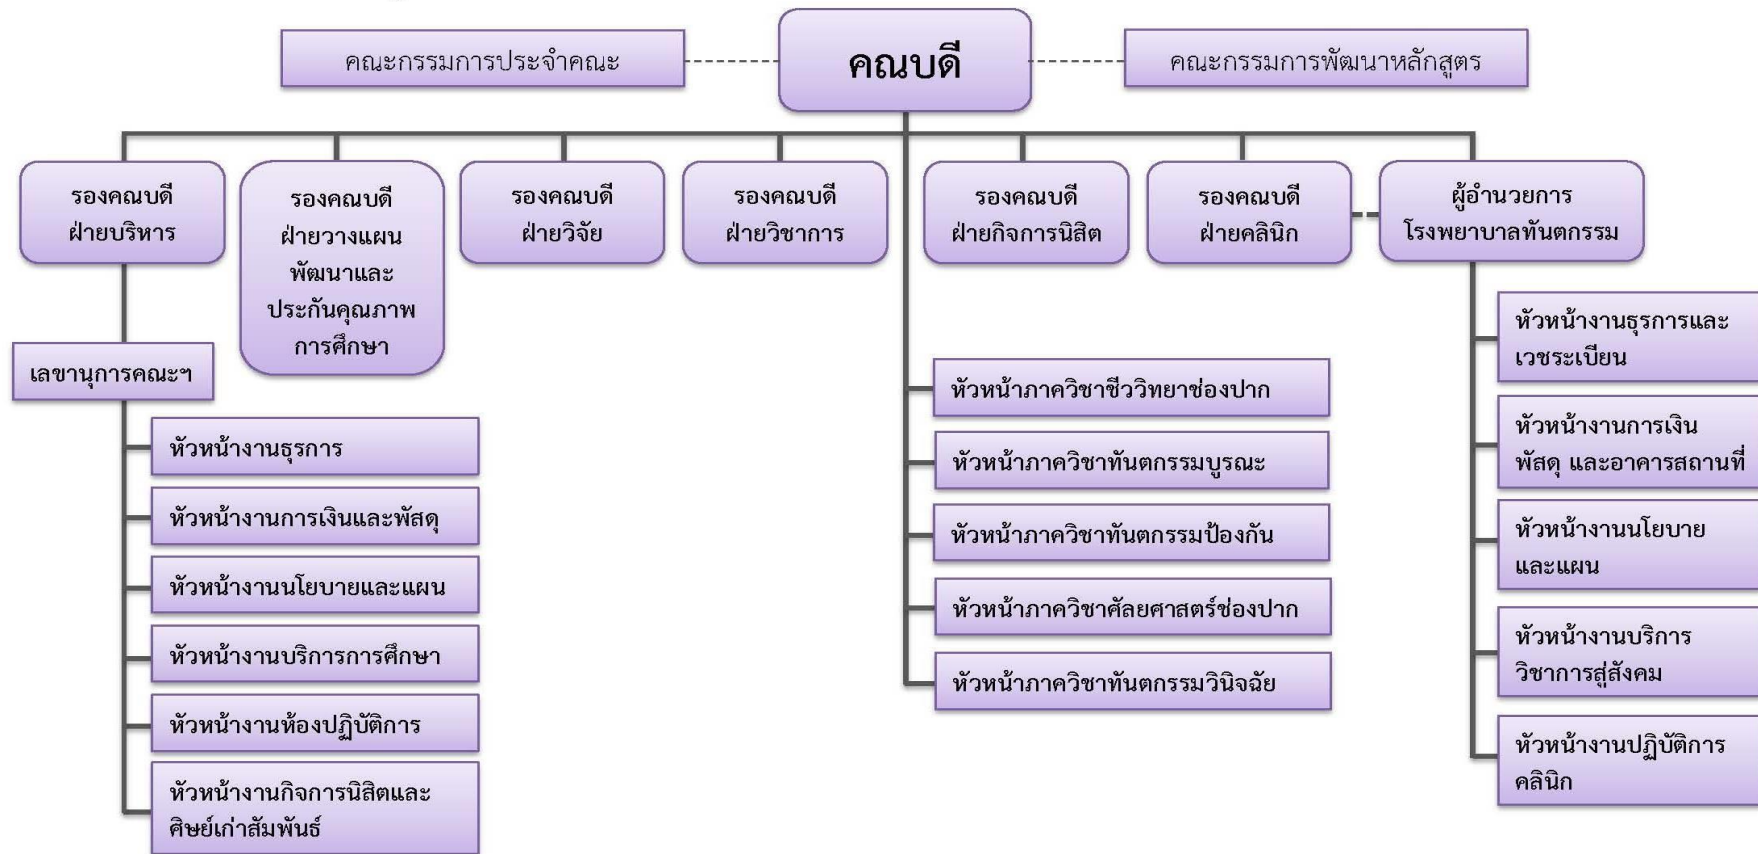 คณบดี
คณะกรรมการประจำคณะ
คณะกรรมการพัฒนาหลักสูตร
รองคณบดี
ฝ่ายบริหาร
รองคณบดี
ฝ่ายวางแผน
พัฒนาและ
ประกันคุณภาพ
การศึกษา
รองคณบดี
ฝ่ายวิจัย
รองคณบดี
ฝ่ายวิชาการ
รองคณบดี
ฝ่ายกิจการนิสิต
รองคณบดี
ฝ่ายคลินิก
ผู้อำนวยการ
โรงพยาบาลทันตกรรม
เลขานุการคณะฯ
หัวหน้างานธุรการ
หัวหน้างานการเงินและพัสดุ
หัวหน้างานนโยบายและแผน
หัวหน้างานบริการการศึกษา
หัวหน้างานห้องปฏิบัติการ
หัวหน้างานกิจการนิสิตและ
ศิษย์เก่าสัมพันธ์
หัวหน้าภาควิชาชีววิทยาช่องปาก
หัวหน้าภาควิชาทันตกรรมบูรณะ
หัวหน้าภาควิชาทันตกรรมป้องกัน
หัวหน้าภาควิชาศัลยศาสตร์ช่องปาก
หัวหน้าภาควิชาทันตกรรมวินิจฉัย
หัวหน้างานธุรการและ
เวชระเบียน
หัวหน้างานการเงิน
พัสดุ และอาคารสถานที่
หัวหน้างานนโยบาย
และแผน
หัวหน้างานบริการ
วิชาการสู่สังคม
หัวหน้างานปฏิบัติการ
คลินิก